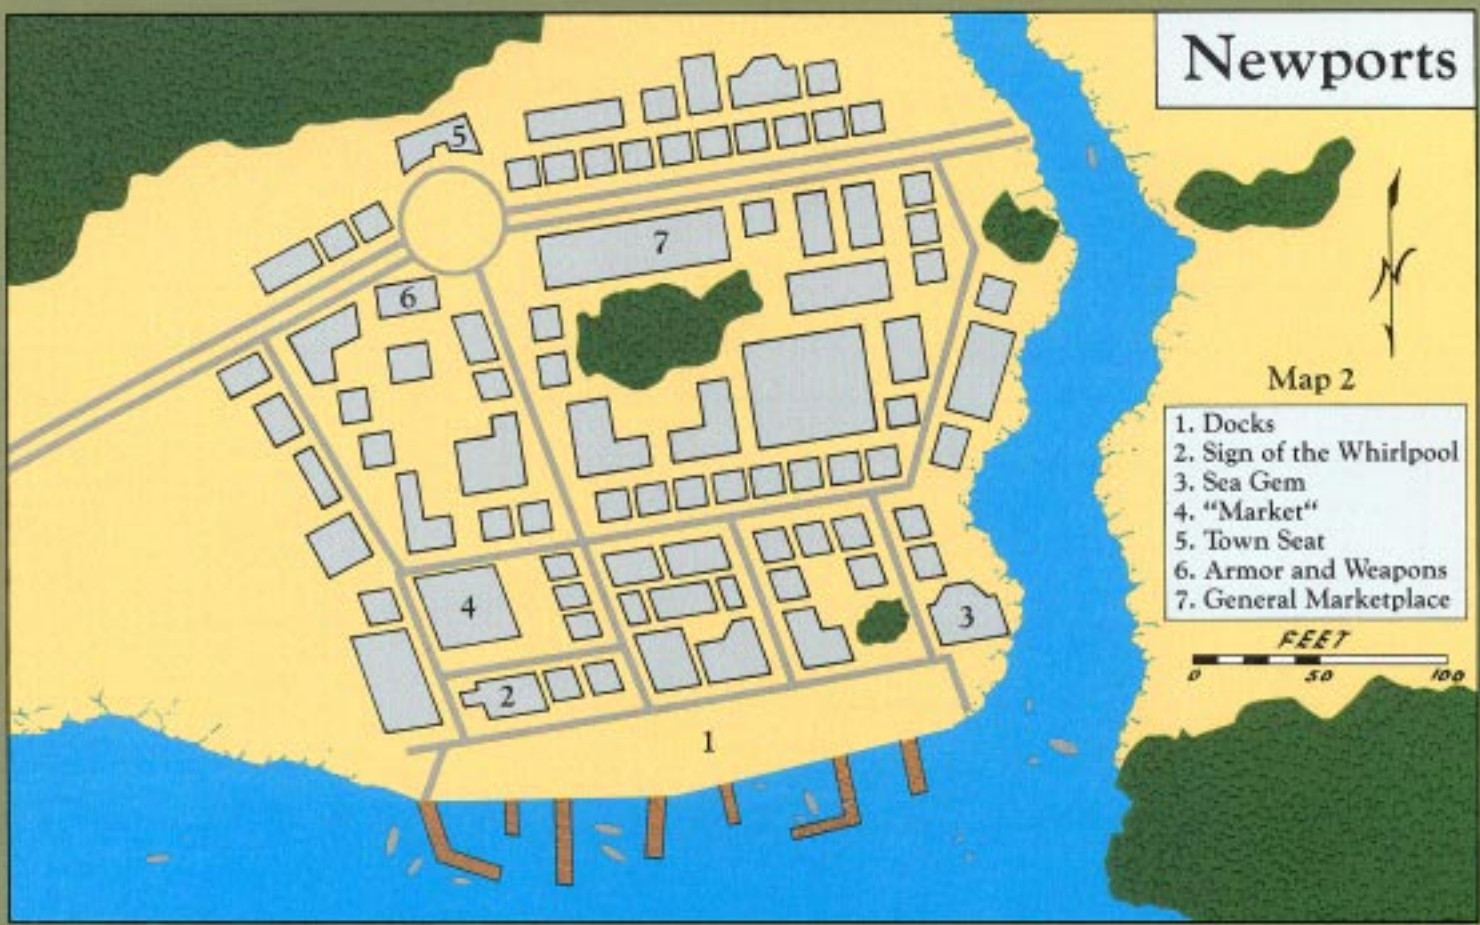 Newports
5
7
6
N
Map 2
1. Docks
2. Sign of the Whirlpool
3. Sea Gem
4. “Market“
5. Town Seat
6. Armor and Weapons
7. General Marketplace
4
3
FEET
0 50 100
2
1